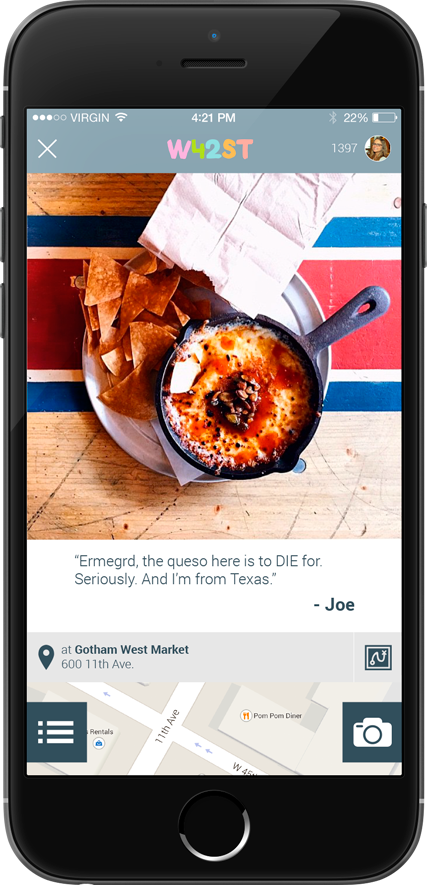 VIRGIN 4:21 PM 22%
W42ST 1397
“Ermegrd, the queso here is to DIE for.
Seriously. And I’m from Texas.”
- Joe
at Gotham West Market
600 11th Ave.
11th Ave
Pom Pom Diner
s Rentals
W 45